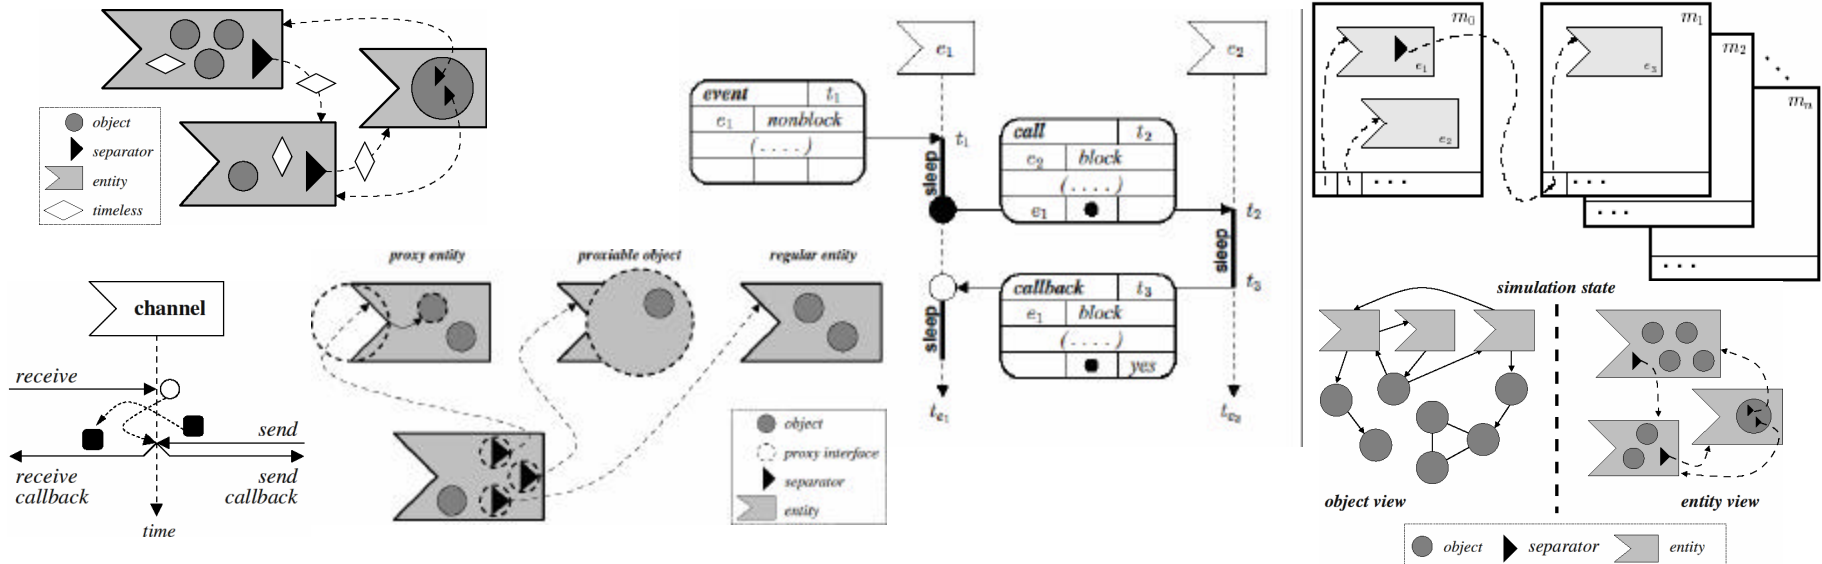 object
separator
entity
timeless
channel
receive
send
receive
callback
send
callback
time
proxy entity
proxiable object
regular entity
object
proxy interface
separator
entity
e1
e2
event t1
e1 nonblock
(....)
t1
sleep
call t2
e2 block
(....)
e1
t2
sleep
callback t3
e1 block
(....)
yes
t3
sleep
te1
te2
m0
e1
e2
...
m1
e3
...
m2
...
mn
...
simulation state
object view
entity view
object
separator
entity